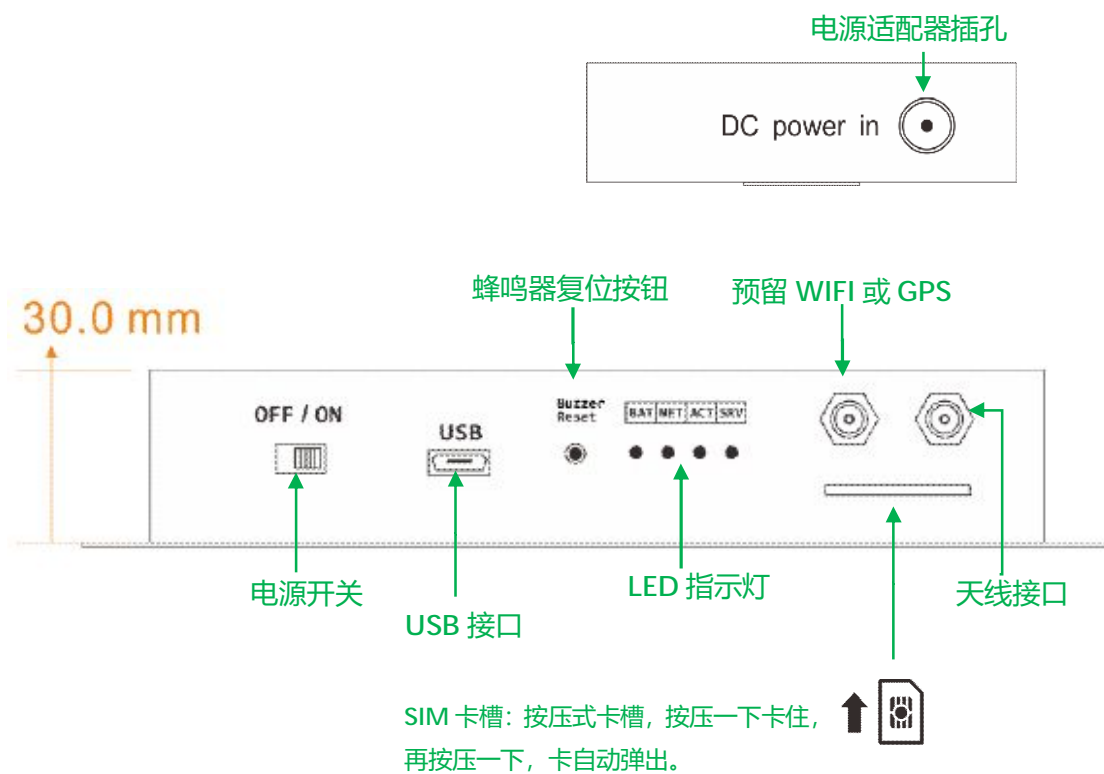 电源适配器插孔
DC power in
蜂鸣器复位按钮
预留 WIFI 或 GPS
30.0 mm
OFF / ON
USB
Buzzer
Reset
BAT NET ACT SRV
电源开关
USB 接口
LED 指示灯
天线接口
SIM 卡槽：按压式卡槽，按压一下卡住，
再按压一下，卡自动弹出。